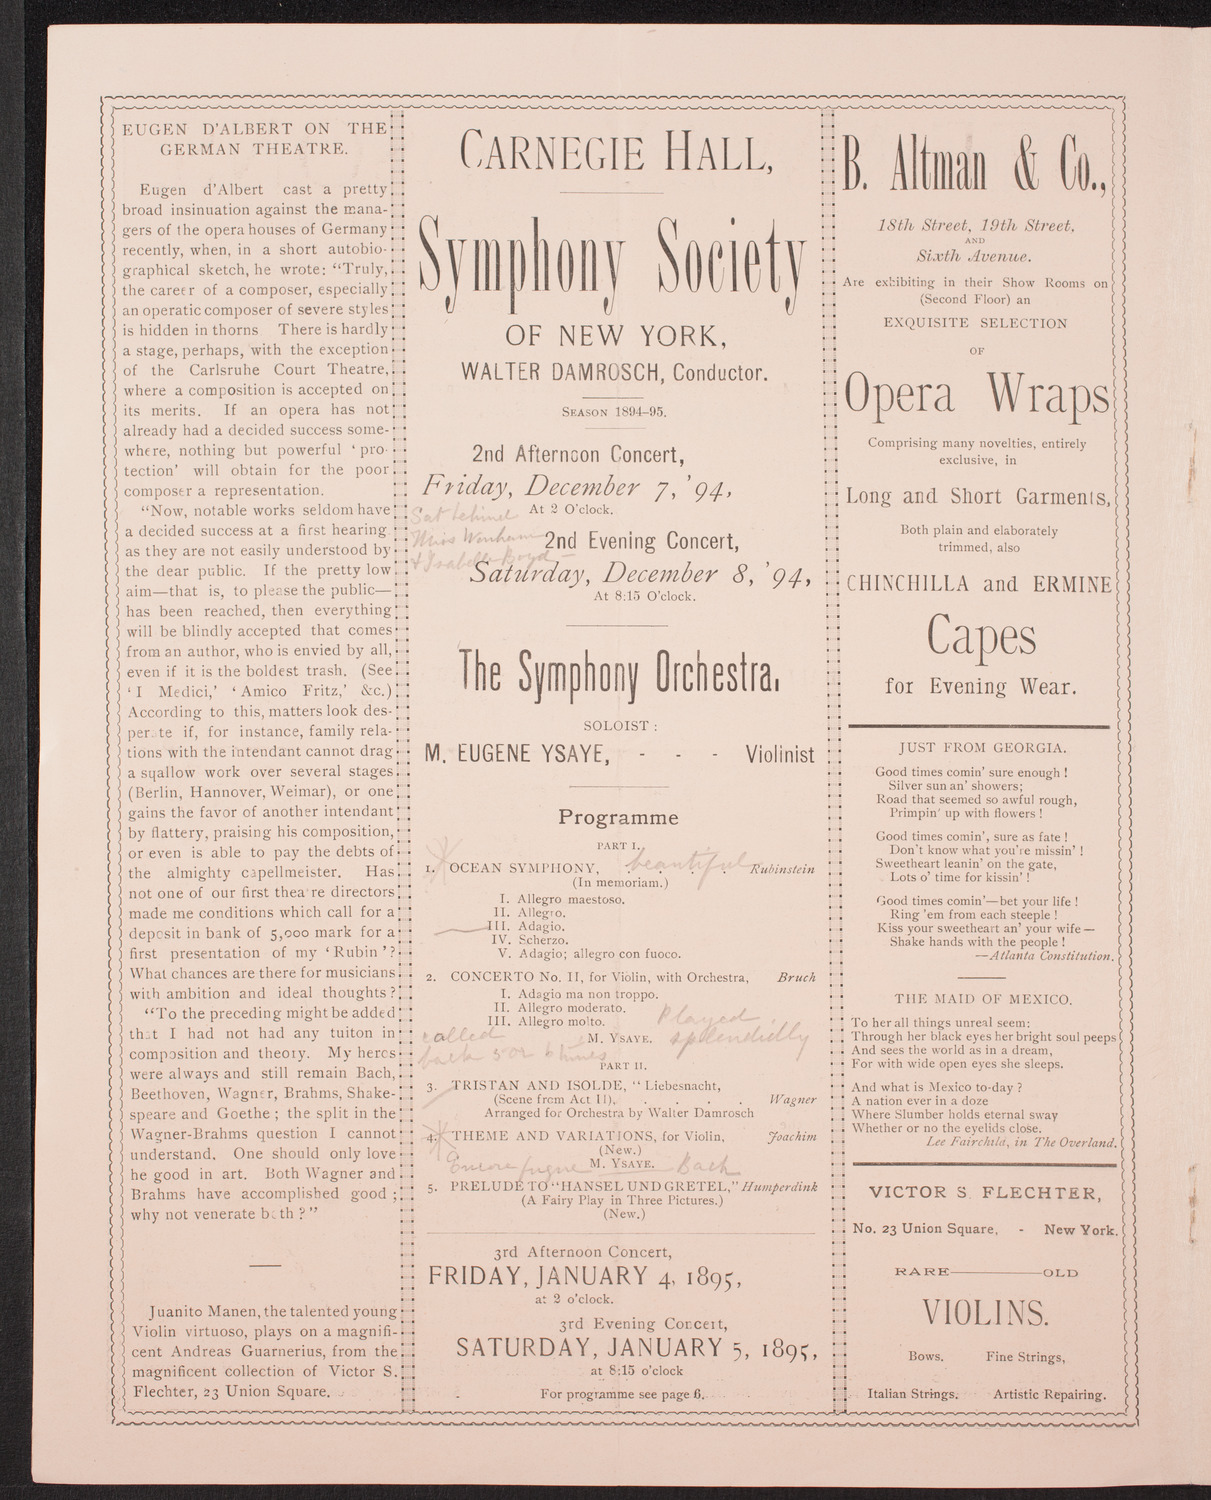 EUGEN D'ALBERT ON THE
GERMAN THEATRE.
Eugen d'Albert cast a pretty
broad insinuation against the mana-
gers of the opera houses of Germany
recently, when, in a short autobio-
graphical sketch, he wrote: “Truly,
the career of a composer, especially
an operatic composer of severe styles
is hidden in thorns There is hardly
a stage, perhaps, with the exception
of the Carlsruhe Court Theatre,
where a composition is accepted on
its merits. If an opera has not
already had a decided success some-
where, nothing but powerful ‘pro-
tection’ will obtain for the poor
composer a representation.
“Now, notable works seldom have
a decided success at a first hearing
as they are not easily understood by
the dear public. If the pretty low
aim—that is, to please the public—
has been reached, then everything
will be blindly accepted that comes
from an author, who is envied by all,
even if it is the boldest trash. (See
‘I Medici,’ ‘Amico Fritz,’ &c.)
According to this, matters look des-
perate if, for instance, family rela-
tions with the intendant cannot drag
a sqallow work over several stages
(Berlin, Hannover, Weimar), or one
gains the favor of another intendant
by flattery, praising his composition,
or even is able to pay the debts of
the almighty capellmeister. Has
not one of our first theatre directors
made me conditions which call for a
deposit in bank of 5,000 mark for a
first presentation of my ‘Rubin’?
What chances are there for musicians
with ambition and ideal thoughts?
“To the preceding might be added
that I had not had any tuiton in
composition and theory. My heros
were always and still remain Bach,
Beethoven, Wagner, Brahms, Shake-
speare and Goethe; the split in the
Wagner-Brahms question I cannot
understand. One should only love
he good in art. Both Wagner and
Brahms have accomplished good;
why not venerate both?”
Juanito Manen, the talented young
Violin virtuoso, plays on a magnifi-
cent Andreas Guarnerius, from the
magnificent collection of Victor S.
Flechter, 23 Union Square.
CARNEGIE HALL,
Symphony Society
OF NEW YORK,
WALTER DAMROSCH, Conductor.
SEASON 1894-95.
2nd Afternoon Concert,
Friday, December 7, '94,
At 2 O'clock.
Sat behind
Miss Wenham
& Isabelle Boyd —
2nd Evening Concert,
Saturday, December 8, '94,
At 8:15 O'clock.
The Symphony Orchestra.
SOLOIST:
M. EUGENE YSAYE, - - - Violinist
Programme
PART I.
1. OCEAN SYMPHONY, . . . . Rubinstein
beautiful
(In memoriam.)
I. Allegro maestoso.
II. Allegro.
III. Adagio.
IV. Scherzo.
V. Adagio; allegro con fuoco.
2. CONCERTO No. II, for Violin, with Orchestra, Bruch
I. Adagio ma non troppo.
II. Allegro moderato.
III. Allegro molto.
M. YSAYE.
Played
splendidly
called
back 5 or 6 times
PART II.
3. TRISTAN AND ISOLDE, “Liebesnacht,
(Scene from Act II), . . . . Wagner
Arranged for Orchestra by Walter Damrosch
4. THEME AND VARIATIONS, for Violin, Joachim
(New.)
M. YSAYE.
Encore fugue Bach
5. PRELUDE TO “HANSEL UND GRETEL,” Humperdink
(A Fairy Play in Three Pictures.)
(New.)
3rd Afternoon Concert,
FRIDAY, JANUARY 4, 1895,
at 2 o'clock.
3rd Evening Concert,
SATURDAY, JANUARY 5, 1895,
at 8:15 o'clock
For programme see page 6.
B. Altman & Co.,
18th Street, 19th Street,
AND
Sixth Avenue.
Are exhibiting in their Show Rooms on
(Second Floor) an
EXQUISITE SELECTION
OF
Opera Wraps
Comprising many novelties, entirely
exclusive, in
Long and Short Garments,
Both plain and elaborately
trimmed, also
CHINCHILLA and ERMINE
Capes
for Evening Wear.
JUST FROM GEORGIA.
Good times comin' sure enough!
Silver sun an' showers;
Road that seemed so awful rough,
Primpin' up with flowers!
Good times comin', sure as fate!
Don't know what you're missin'!
Sweetheart leanin' on the gate,
Lots o' time for kissin'!
Good times comin'—bet your life!
Ring 'em from each steeple!
Kiss your sweetheart an' your wife—
Shake hands with the people!
—Atlanta Constitution.
THE MAID OF MEXICO.
To her all things unreal seem:
Through her black eyes her bright soul peeps
And sees the world as in a dream,
For with wide open eyes she sleeps.
And what is Mexico to-day?
A nation ever in a doze
Where Slumber holds eternal sway
Whether or no the eyelids close.
Lee Fairchild, in The Overland.
VICTOR S. FLECHTER,
No. 23 Union Square, - New York.
RARE———OLD
VIOLINS.
Bows. Fine Strings,
Italian Strings. Artistic Repairing.